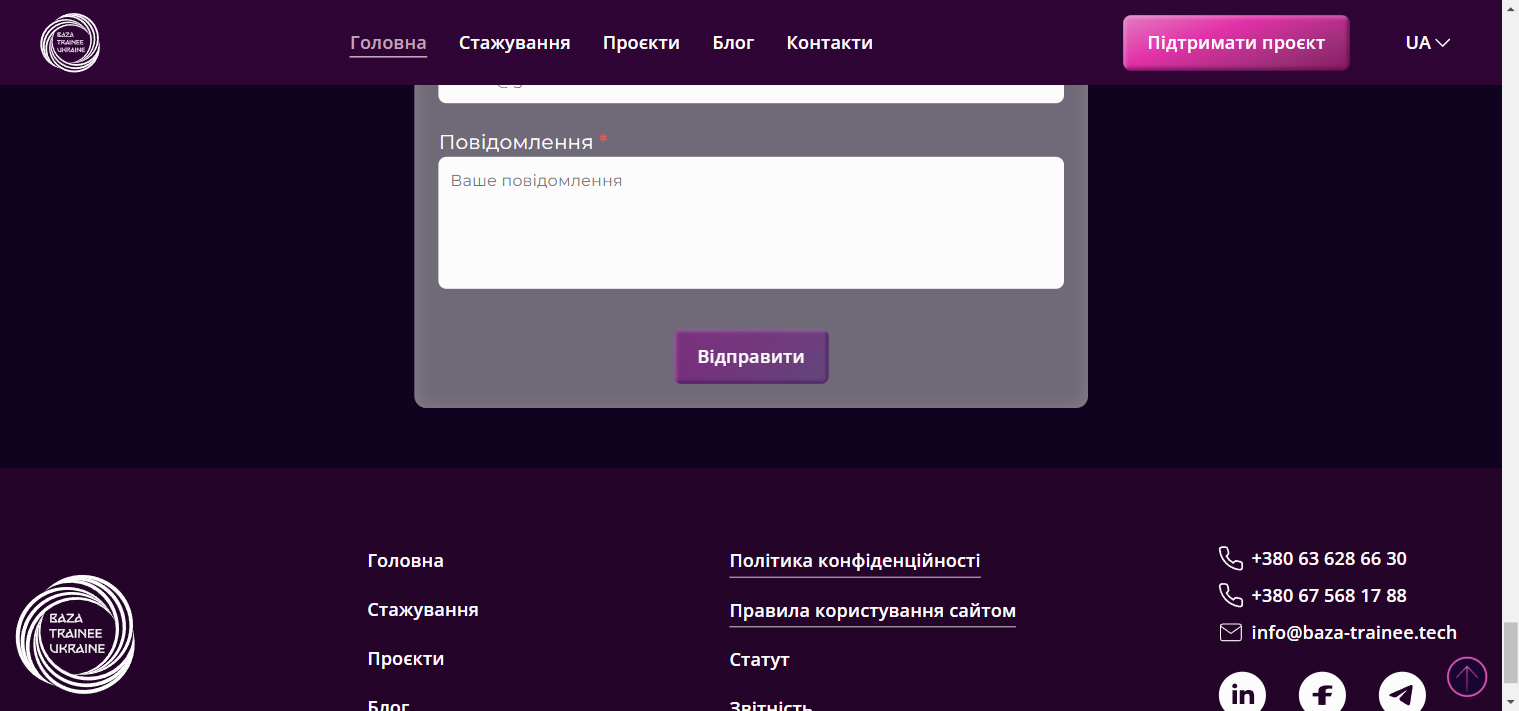 BAZA
TRAINEE
UKRAINE
Головна
Стажування
Проєкти
Блог
Контакти
Підтримати проєкт
UA
Повідомлення *
Ваше повідомлення
Відправити
BAZA
TRAINEE
UKRAINE
Головна
Стажування
Проєкти
Блог
Політика конфіденційності
Правила користування сайтом
Статут
Звітність
+380 63 628 66 30
+380 67 568 17 88
info@baza-trainee.tech
in
f